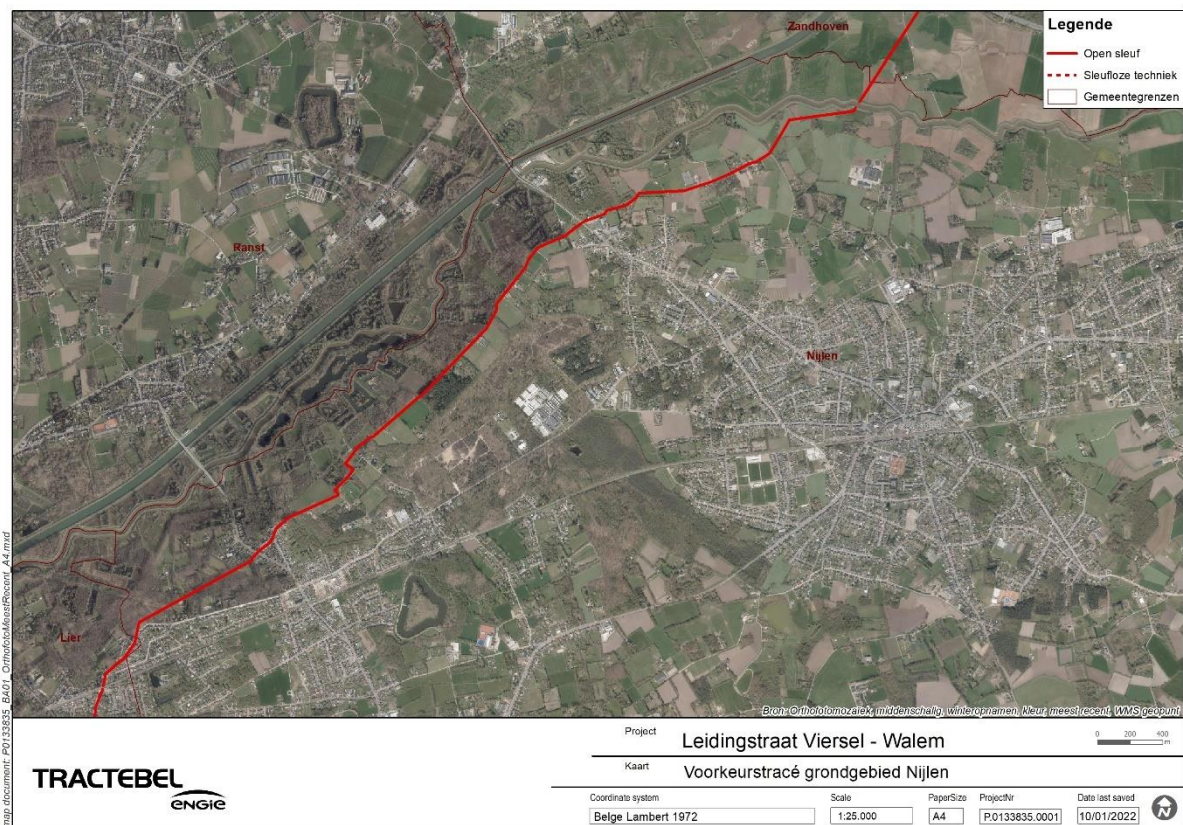 Zandhoven
Legende
Open sleuf
Sleufloze techniek
Gemeentegrenzen
Ranst
Nijlen
Lier
Bron: Orthofotomozaïek, middenschalig, winteropnamen, kleur, meest recent, WMS geopunt
map document: P0133835_BA01_OrthofotoMeestRecent_A4.mxd
TRACTEBEL
ENGIE
Project Leidingstraat Viersel - Walem
0 200 400
m
Kaart Voorkeurstracé grondgebied Nijlen
Coordinate system Scale PaperSize ProjectNr Date last saved
Belge Lambert 1972 1:25.000 A4 P.0133835.0001 10/01/2022
N